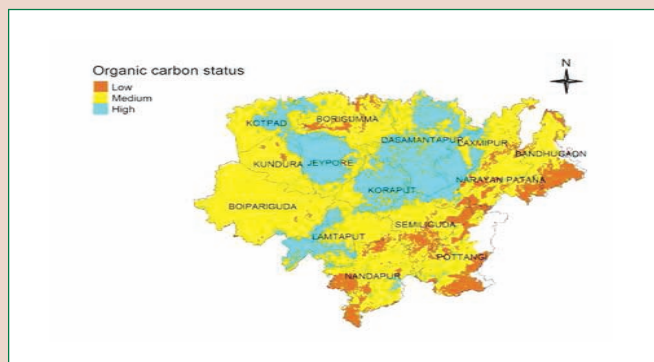 Organic carbon status
Low
Medium
High
N
KOTPAD
BORIGUMMA
DASAMANTAPUR
LAXMIPUR
BANDHUGAON
KUNDURA
JEYPORE
NARAYAN PATANA
KORAPUT
BOIPARIGUDA
SEMILIGUDA
LAMTAPUT
POTTANGI
NANDAPUR